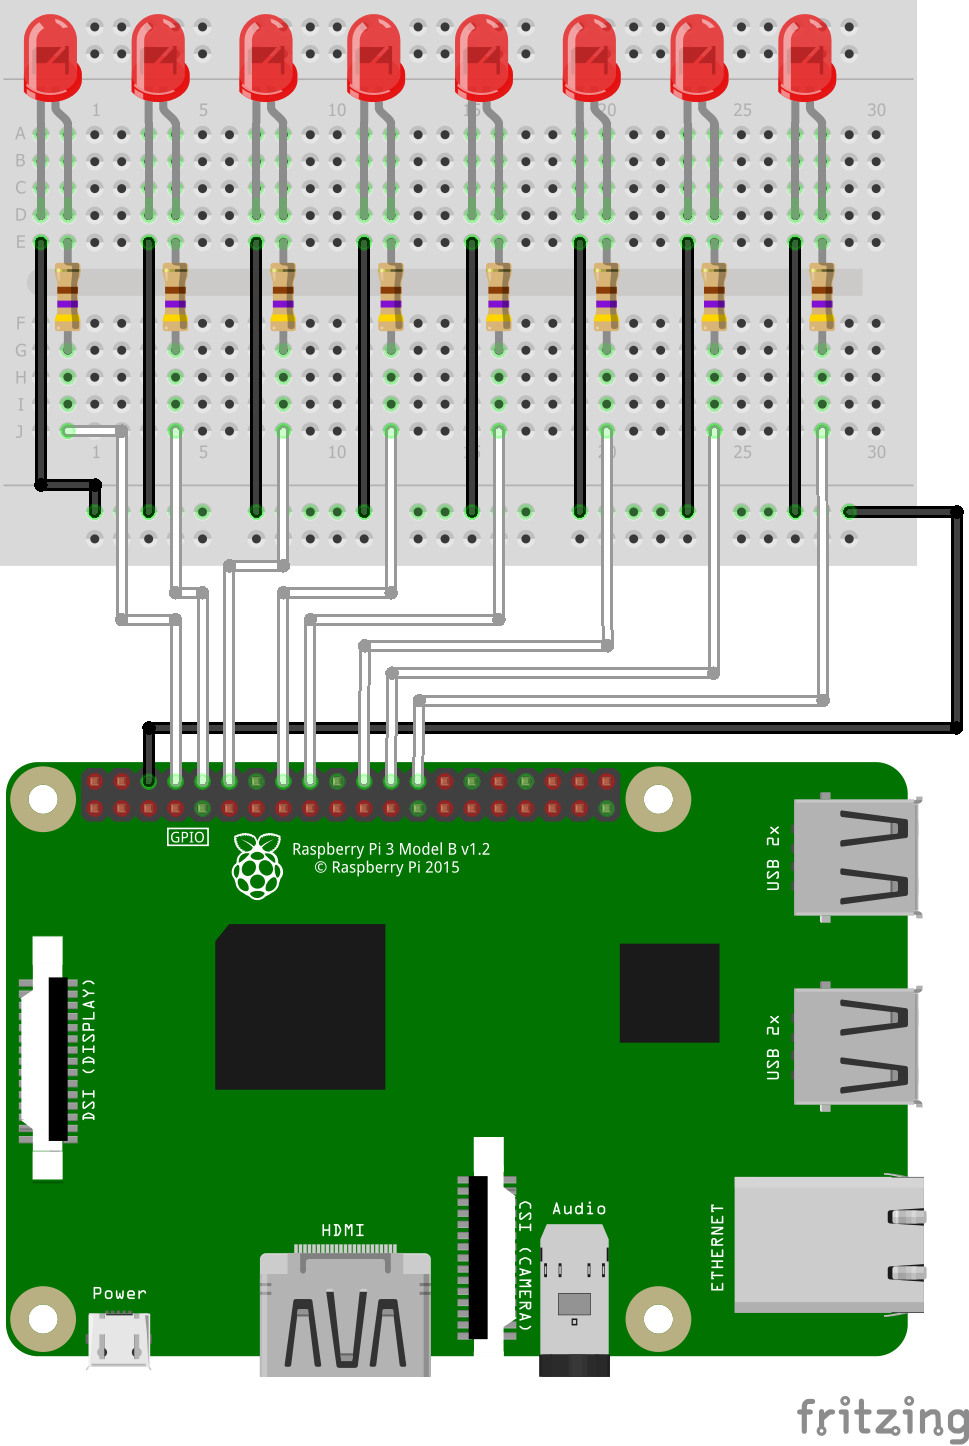 1 5 10 15 20 25 30
A
B
C
D
E
F
G
H
I
J
1 5 10 15 20 25 30
GPIO
Raspberry Pi 3 Model B v1.2
© Raspberry Pi 2015
USB 2x
DSI (DISPLAY)
USB 2x
CSI (CAMERA)
Audio
ETHERNET
HDMI
Power
fritzing